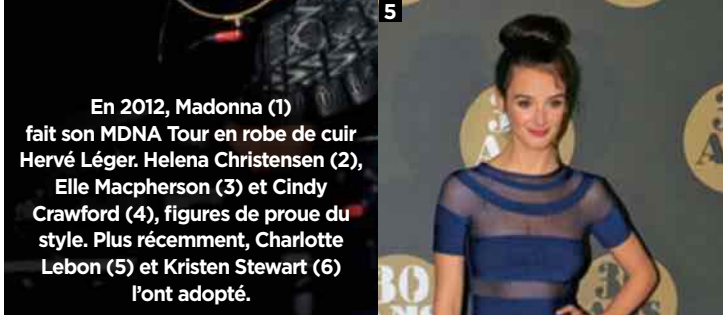 En 2012, Madonna (1)
fait son MDNA Tour en robe de cuir
Hervé Léger. Helena Christensen (2),
Elle Macpherson (3) et Cindy
Crawford (4), figures de proue du
style. Plus récemment, Charlotte
Lebon (5) et Kristen Stewart (6)
l’ont adopté.
5
30
ANS